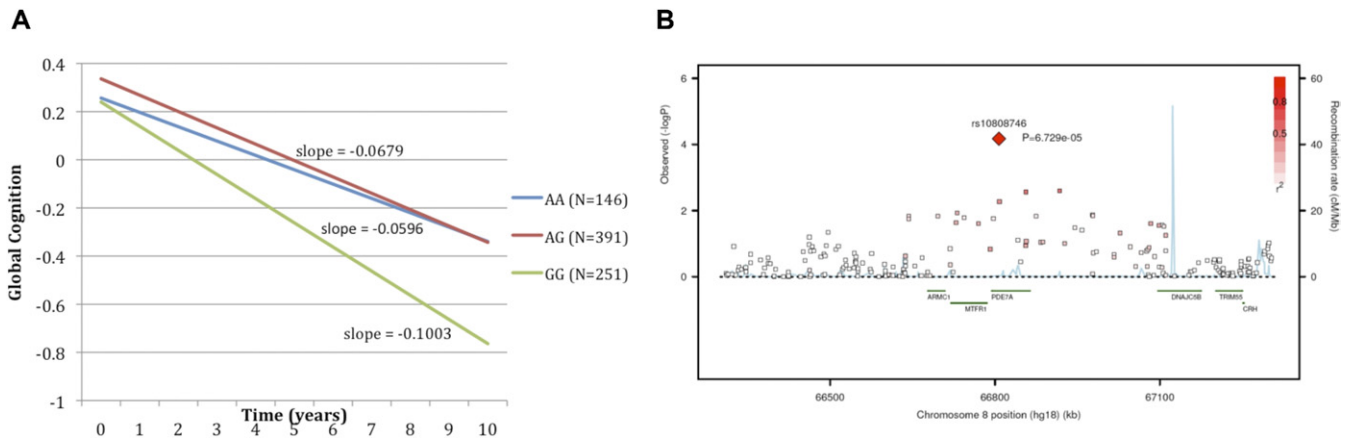 A
B
0.4
0.2
0
-0.2
-0.4
-0.6
-0.8
-1
Global Cognition
slope = -0.0679
slope = -0.0596
slope = -0.1003
AA (N=146)
AG (N=391)
GG (N=251)
Time (years)
0 1 2 3 4 5 6 7 8 9 10
6
4
2
0
Observed (-logP)
rs10808746
P=6.729e-05
0.8
0.5
r2
60
40
20
0
Recombination rate (cM/Mb)
ARMC1
MTFR1
PDE7A
DNAJC5B
TRIM55
CRH
66500 66800 67100
Chromosome 8 position (hg18) (kb)